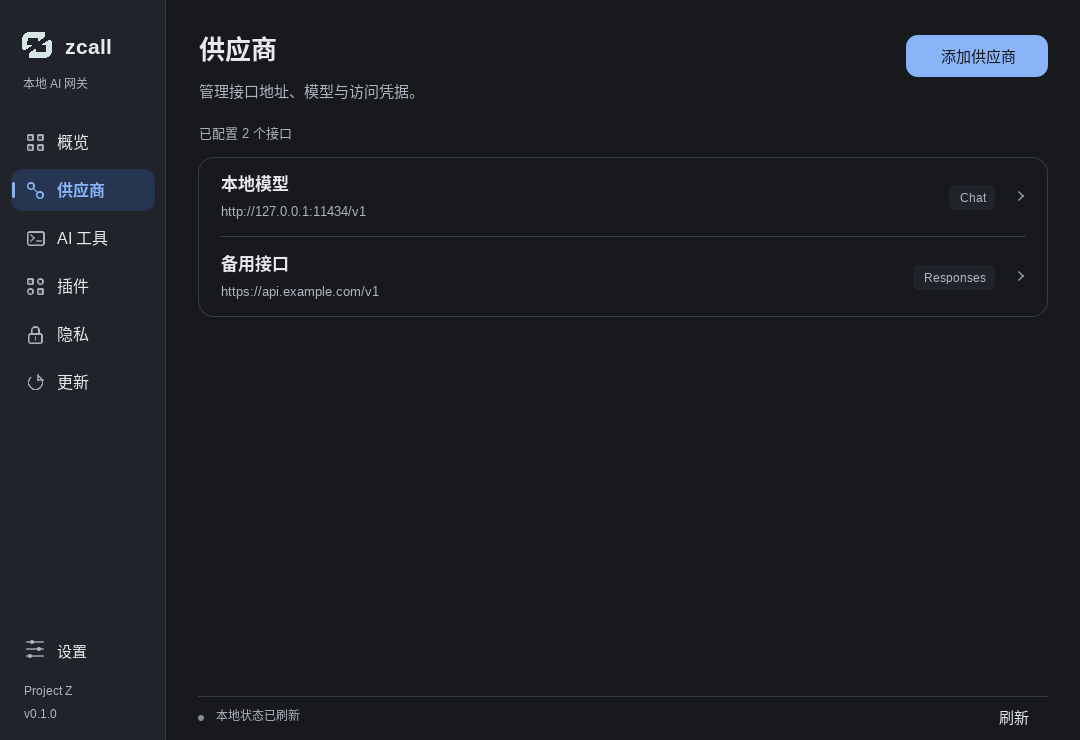 zcall
本地 AI 网关
概览
供应商
AI 工具
插件
隐私
更新
设置
Project Z
v0.1.0
供应商
添加供应商
管理接口地址、模型与访问凭据。
已配置 2 个接口
本地模型
http://127.0.0.1:11434/v1
Chat
备用接口
https://api.example.com/v1
Responses
本地状态已刷新
刷新